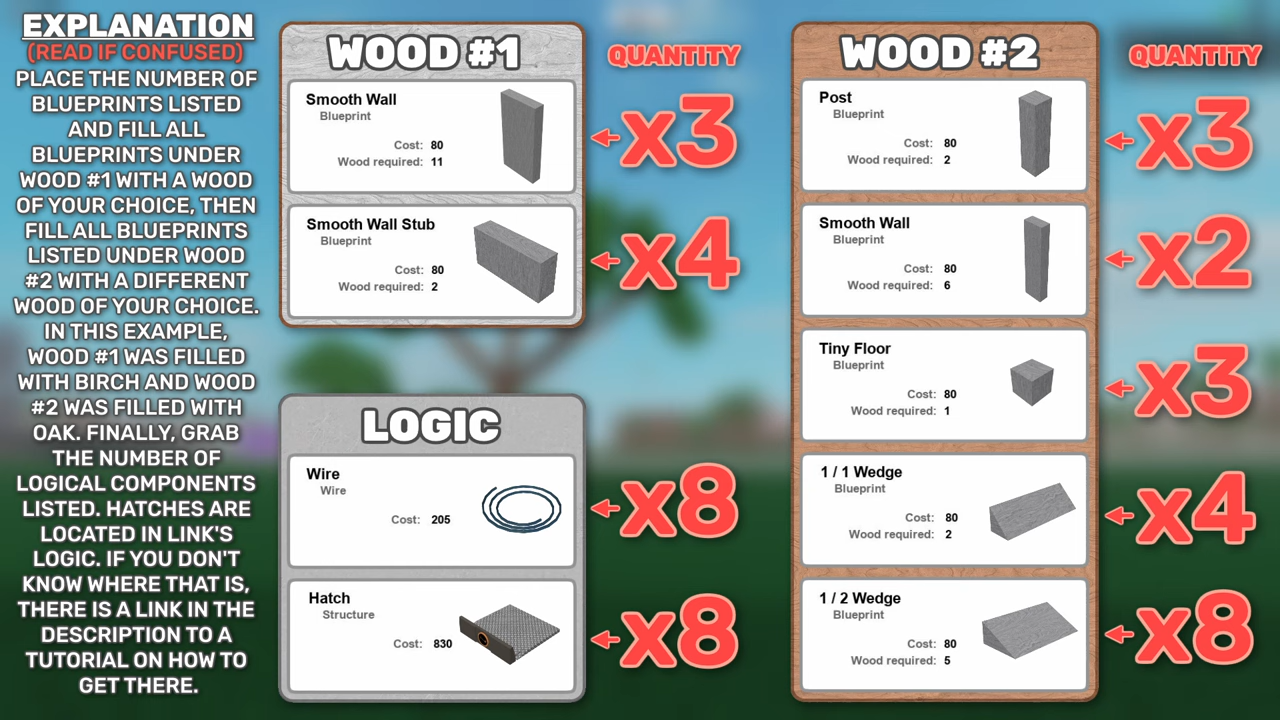 EXPLANATION
(READ IF CONFUSED)
PLACE THE NUMBER OF
BLUEPRINTS LISTED
AND FILL ALL
BLUEPRINTS UNDER
WOOD #1 WITH A WOOD
OF YOUR CHOICE, THEN
FILL ALL BLUEPRINTS
LISTED UNDER WOOD
#2 WITH A DIFFERENT
WOOD OF YOUR CHOICE.
IN THIS EXAMPLE,
WOOD #1 WAS FILLED
WITH BIRCH AND WOOD
#2 WAS FILLED WITH
OAK. FINALLY, GRAB
THE NUMBER OF
LOGICAL COMPONENTS
LISTED. HATCHES ARE
LOCATED IN LINK'S
LOGIC. IF YOU DON'T
KNOW WHERE THAT IS,
THERE IS A LINK IN THE
DESCRIPTION TO A
TUTORIAL ON HOW TO
GET THERE.
WOOD #1
QUANTITY
Smooth Wall
Blueprint
Cost: 80
Wood required: 11
x3
Smooth Wall Stub
Blueprint
Cost: 80
Wood required: 2
x4
LOGIC
Wire
Wire
Cost: 205
x8
Hatch
Structure
Cost: 830
x8
WOOD #2
QUANTITY
Post
Blueprint
Cost: 80
Wood required: 2
x3
Smooth Wall
Blueprint
Cost: 80
Wood required: 6
x2
Tiny Floor
Blueprint
Cost: 80
Wood required: 1
x3
1 / 1 Wedge
Blueprint
Cost: 80
Wood required: 2
x4
1 / 2 Wedge
Blueprint
Cost: 80
Wood required: 5
x8